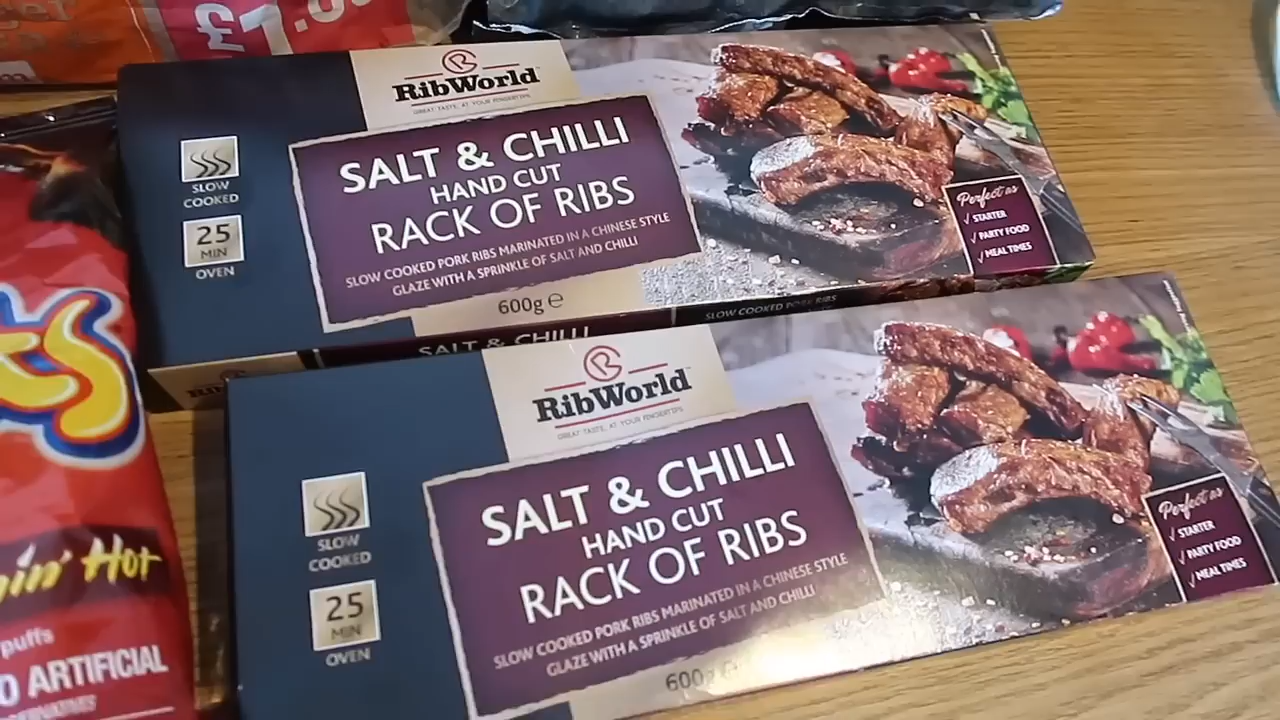 £1.
RibWorld
GREAT TASTE, AT YOUR FINGERTIPS
SLOW
COOKED
25
MIN
OVEN
SALT & CHILLI
HAND CUT
RACK OF RIBS
SLOW COOKED PORK RIBS MARINATED IN A CHINESE STYLE
GLAZE WITH A SPRINKLE OF SALT AND CHILLI
600g e
Perfect as
✓ STARTER
✓ PARTY FOOD
✓ MEAL TIMES
SALT & CHILLI
SLOW COOKED PORK RIBS
RibWorld
GREAT TASTE, AT YOUR FINGERTIPS
SLOW
COOKED
25
MIN
OVEN
SALT & CHILLI
HAND CUT
RACK OF RIBS
SLOW COOKED PORK RIBS MARINATED IN A CHINESE STYLE
GLAZE WITH A SPRINKLE OF SALT AND CHILLI
600g
Perfect as
✓ STARTER
✓ PARTY FOOD
✓ MEAL TIMES
in' Hot
puffs
O ARTIFICIAL